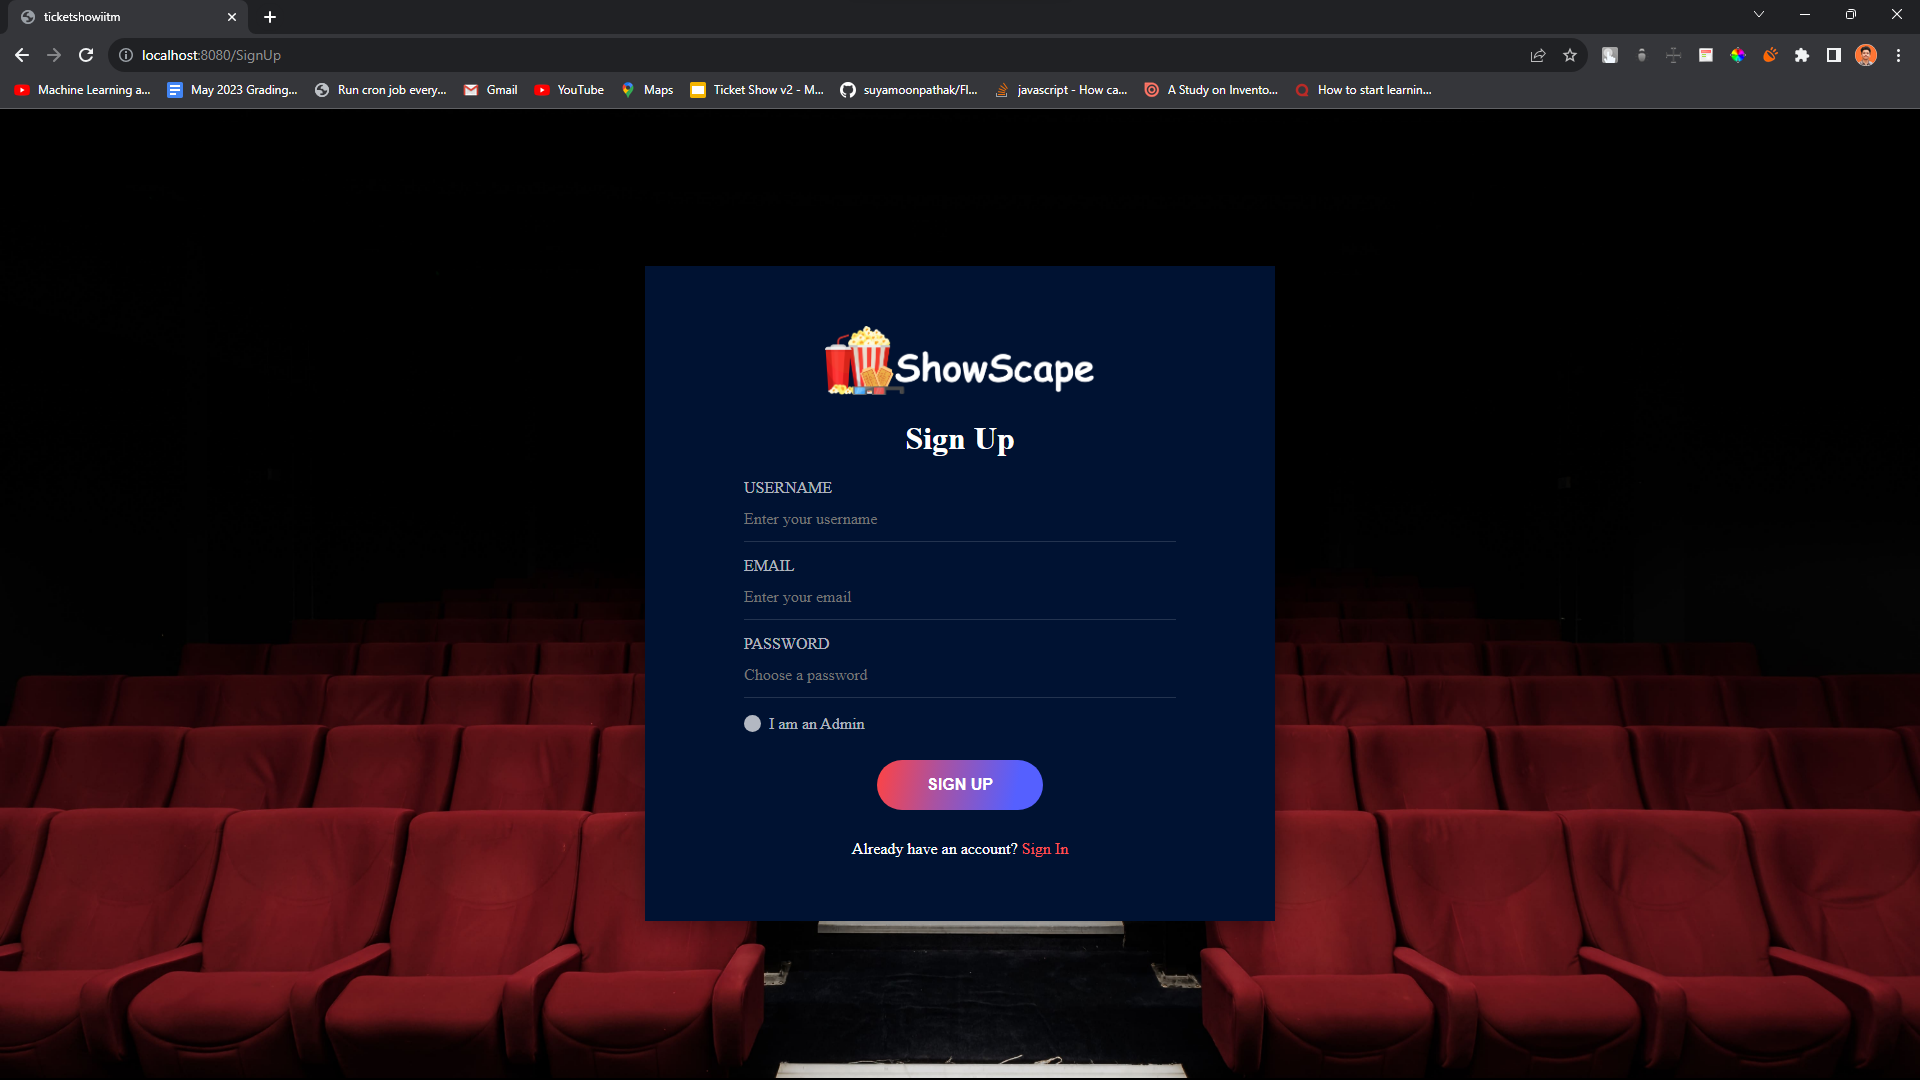 ticketshowiitm
localhost:8080/SignUp
Machine Learning a... May 2023 Grading... Run cron job every... Gmail YouTube Maps Ticket Show v2 - M... suyamoonpathak/Fl... javascript - How ca... A Study on Invento... How to start learnin...
ShowScape
Sign Up
USERNAME
Enter your username
EMAIL
Enter your email
PASSWORD
Choose a password
I am an Admin
SIGN UP
Already have an account? Sign In